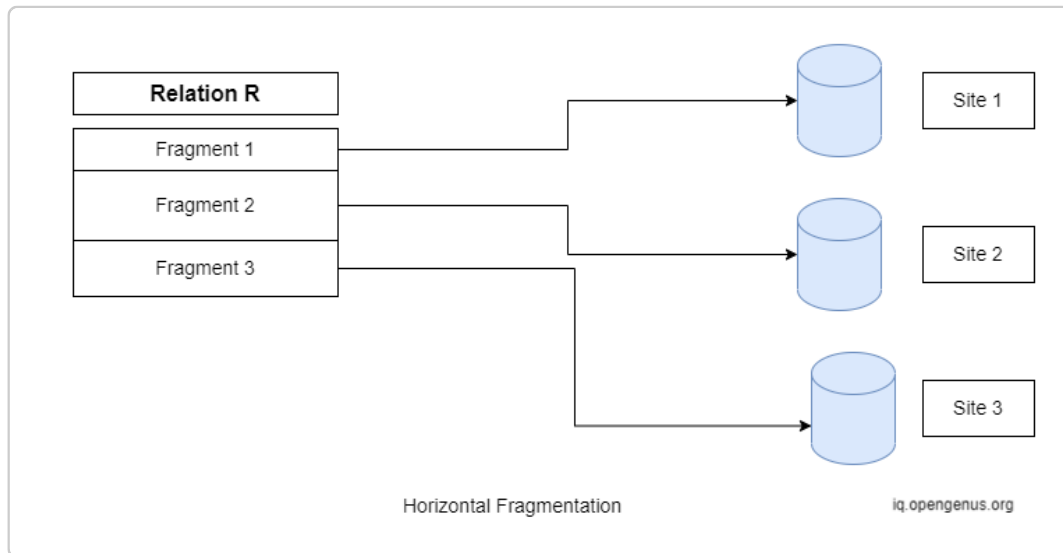 Relation R
Fragment 1
Fragment 2
Fragment 3
Site 1
Site 2
Site 3
Horizontal Fragmentation
iq.opengenus.org